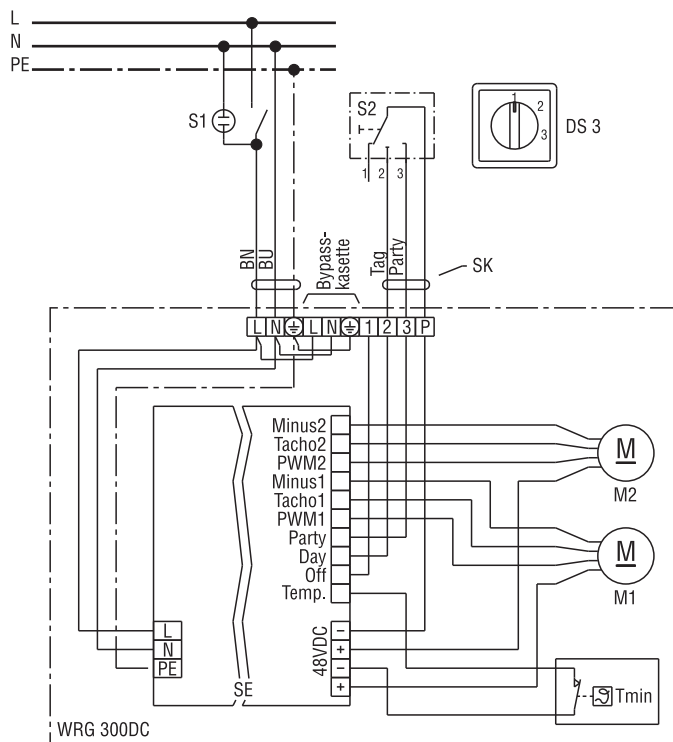 L
N
PE
S1
S2
1 2 3
1
2
3
DS 3
BN
BU
Bypass-
kasette
Tag
Party
SK
L N L N 1 2 3 P
Minus2
Tacho2
PWM2
Minus1
Tacho1
PWM1
Party
Day
Off
Temp.
M
M2
M
M1
L
N
PE
48VDC
−
+
−
+
SE
Tmin
WRG 300DC